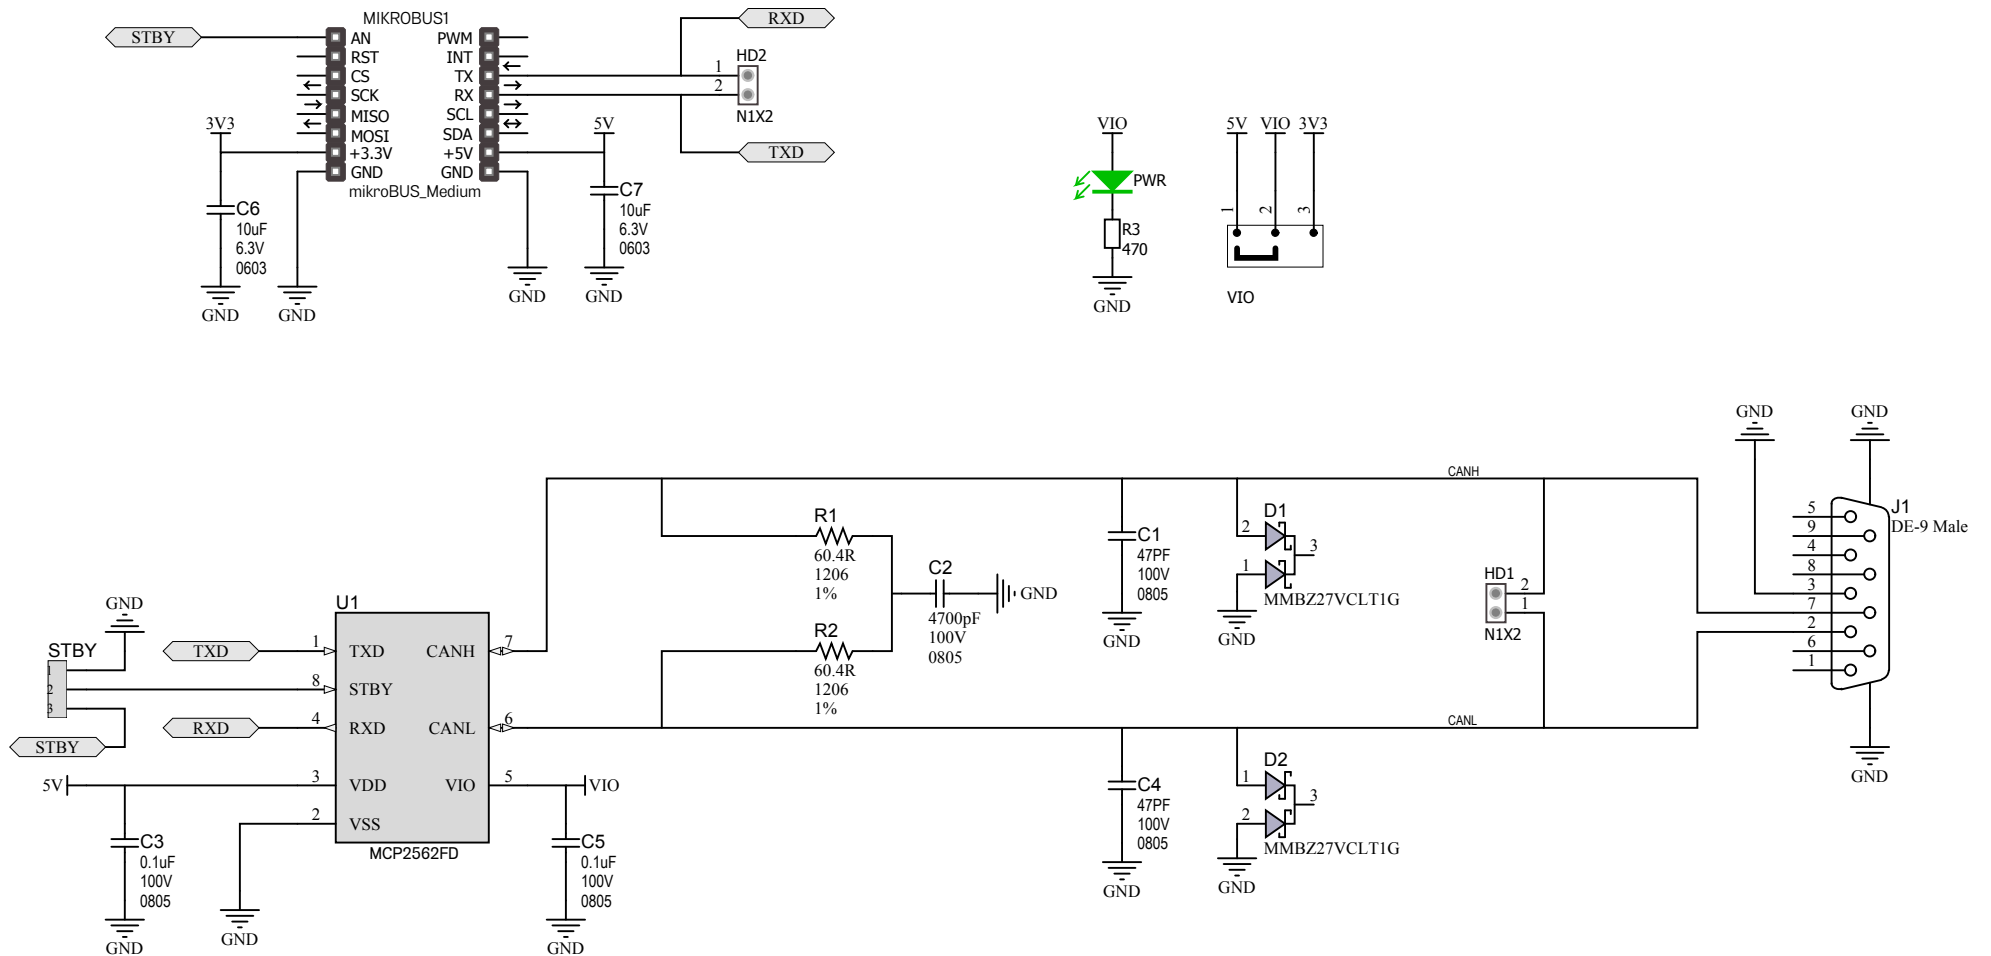 MIKROBUS1
STBY
AN
RST
CS
SCK
MISO
MOSI
+3.3V
GND
PWM
INT
TX
RX
SCL
SDA
+5V
GND
mikroBUS_Medium
3V3
C6
10uF
6.3V
0603
GND
GND
GND
5V
C7
10uF
6.3V
0603
GND
RXD
HD2
1
2
N1X2
TXD
VIO
PWR
R3
470
GND
5V VIO 3V3
1 2 3
VIO
GND
STBY
1
2
3
STBY
TXD
RXD
5V
C3
0.1uF
100V
0805
GND
GND
U1
1 TXD
8 STBY
4 RXD
3 VDD
2 VSS
CANH 7
CANL 6
VIO 5
MCP2562FD
VIO
C5
0.1uF
100V
0805
GND
R1
60.4R
1206
1%
R2
60.4R
1206
1%
C2
4700pF
100V
0805
GND
C1
47PF
100V
0805
GND
D1
2
1
3
MMBZ27VCLT1G
GND
C4
47PF
100V
0805
GND
D2
1
2
3
MMBZ27VCLT1G
GND
CANH
HD1
2
1
N1X2
CANL
GND
GND
J1
DE-9 Male
5
9
4
8
3
7
2
6
1
GND